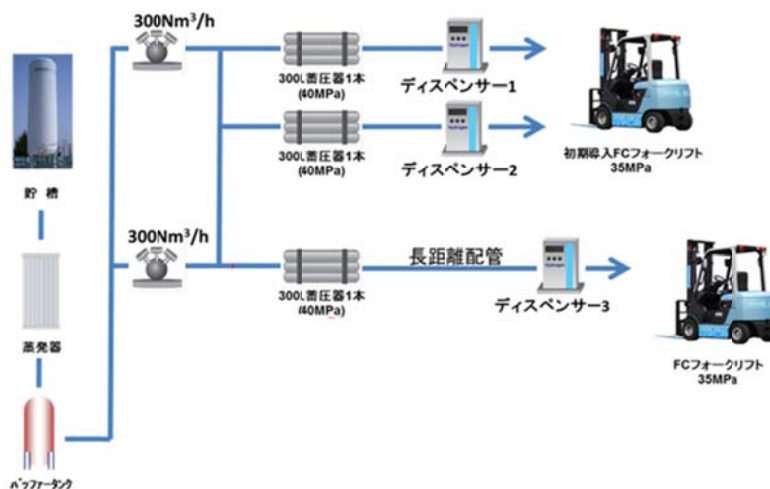 300Nm³/h
300L蓄圧器1本
(40MPa)
ディスペンサー1
300L蓄圧器1本
(40MPa)
ディスペンサー2
初期導入FCフォークリフト
35MPa
貯 槽
300Nm³/h
300L蓄圧器1本
(40MPa)
長距離配管
ディスペンサー3
蒸発器
FCフォークリフト
35MPa
バッファータンク